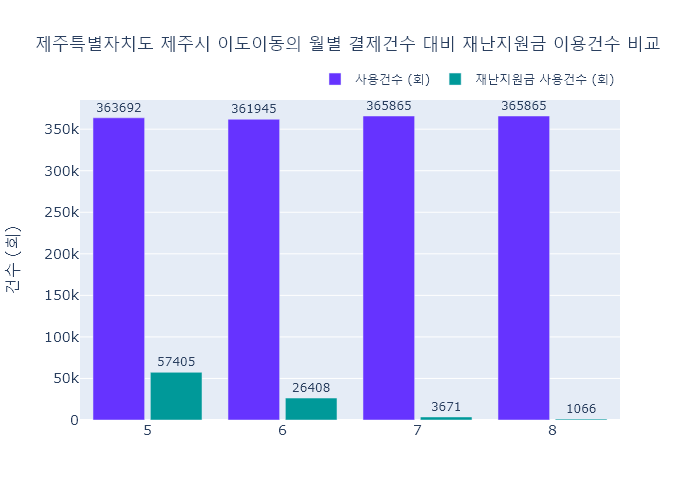 제주특별자치도 제주시 이도이동의 월별 결제건수 대비 재난지원금 이용건수 비교
사용건수 (회) 재난지원금 사용건수 (회)
363692 361945 365865 365865
350k
300k
250k
200k
150k
100k
50k
0
57405 26408 3671 1066
5 6 7 8
건수 (회)